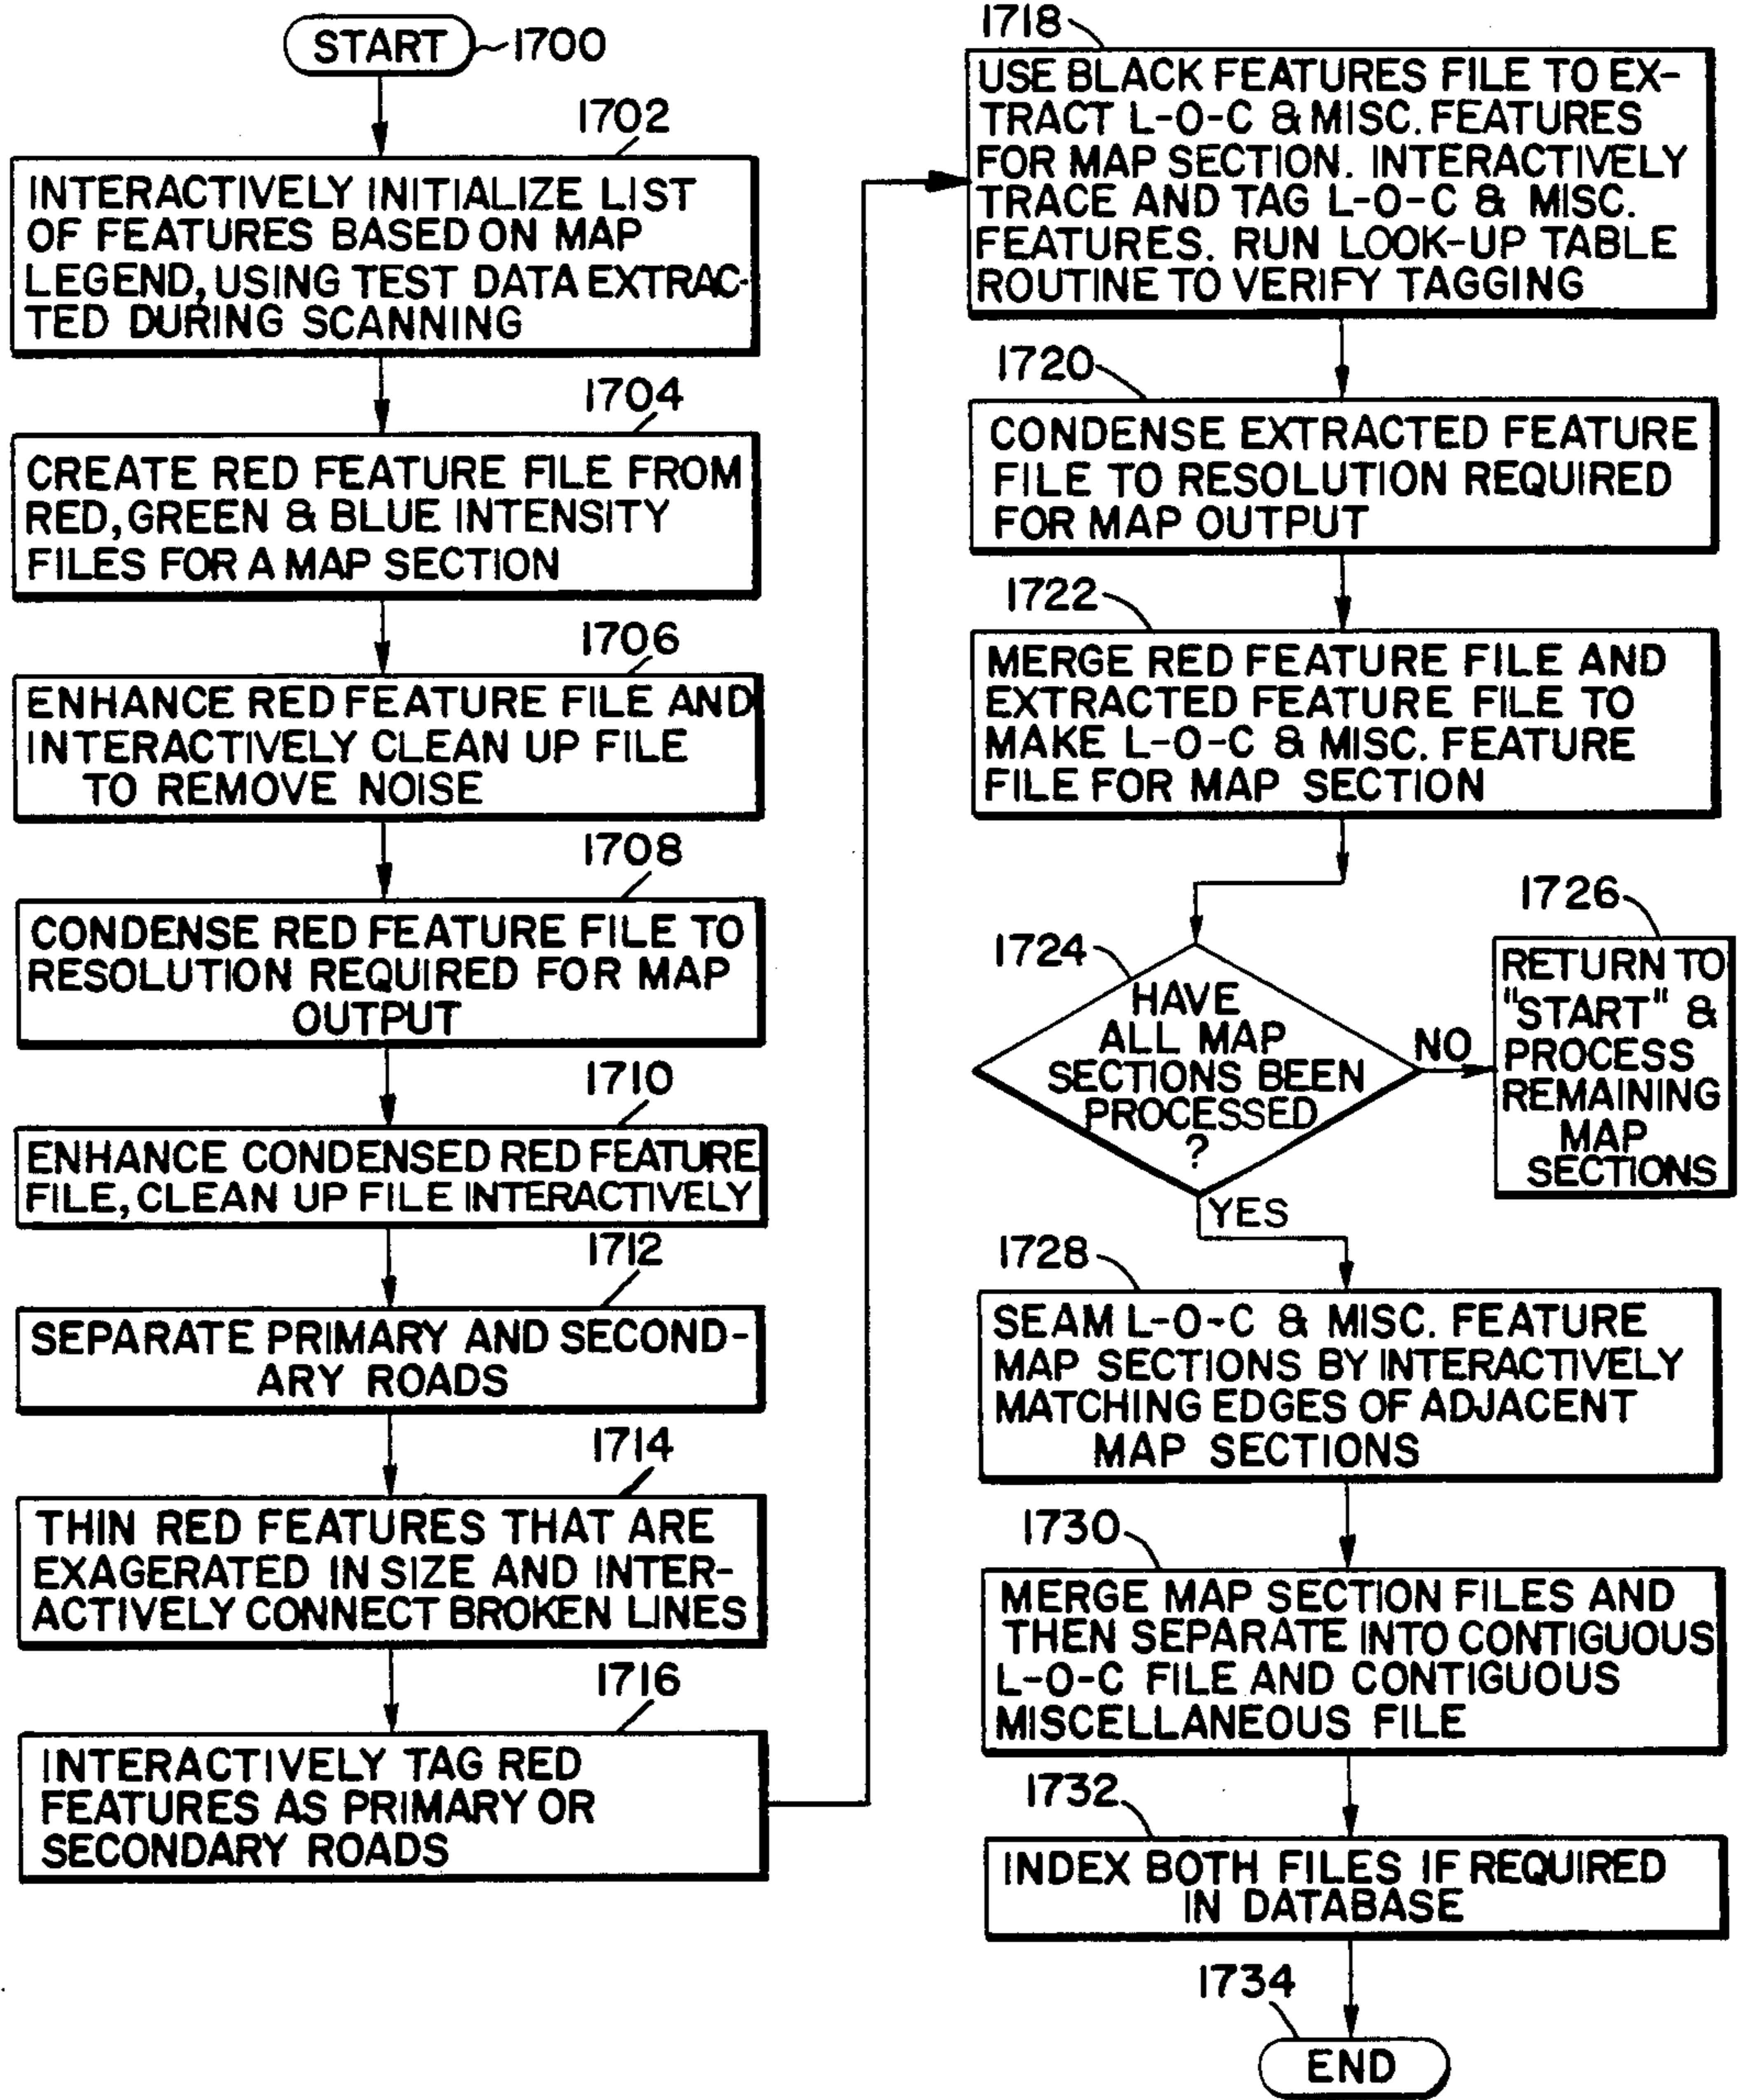 START
1700
1702
INTERACTIVELY INITIALIZE LIST
OF FEATURES BASED ON MAP
LEGEND, USING TEST DATA EXTRAC-
TED DURING SCANNING
1704
CREATE RED FEATURE FILE FROM
RED, GREEN & BLUE INTENSITY
FILES FOR A MAP SECTION
1706
ENHANCE RED FEATURE FILE AND
INTERACTIVELY CLEAN UP FILE
TO REMOVE NOISE
1708
CONDENSE RED FEATURE FILE TO
RESOLUTION REQUIRED FOR MAP
OUTPUT
1710
ENHANCE CONDENSED RED FEATURE
FILE, CLEAN UP FILE INTERACTIVELY
1712
SEPARATE PRIMARY AND SECOND-
ARY ROADS
1714
THIN RED FEATURES THAT ARE
EXAGERATED IN SIZE AND INTER-
ACTIVELY CONNECT BROKEN LINES
1716
INTERACTIVELY TAG RED
FEATURES AS PRIMARY OR
SECONDARY ROADS
1718
USE BLACK FEATURES FILE TO EX-
TRACT L-O-C & MISC. FEATURES
FOR MAP SECTION. INTERACTIVELY
TRACE AND TAG L-O-C & MISC.
FEATURES. RUN LOOK-UP TABLE
ROUTINE TO VERIFY TAGGING
1720
CONDENSE EXTRACTED FEATURE
FILE TO RESOLUTION REQUIRED
FOR MAP OUTPUT
1722
MERGE RED FEATURE FILE AND
EXTRACTED FEATURE FILE TO
MAKE L-O-C & MISC. FEATURE
FILE FOR MAP SECTION
1724
HAVE
ALL MAP
SECTIONS BEEN
PROCESSED
?
NO
1726
RETURN TO
"START" &
PROCESS
REMAINING
MAP
SECTIONS
YES
1728
SEAM L-O-C & MISC. FEATURE
MAP SECTIONS BY INTERACTIVELY
MATCHING EDGES OF ADJACENT
MAP SECTIONS
1730
MERGE MAP SECTION FILES AND
THEN SEPARATE INTO CONTIGUOUS
L-O-C FILE AND CONTIGUOUS
MISCELLANEOUS FILE
1732
INDEX BOTH FILES IF REQUIRED
IN DATABASE
1734
END